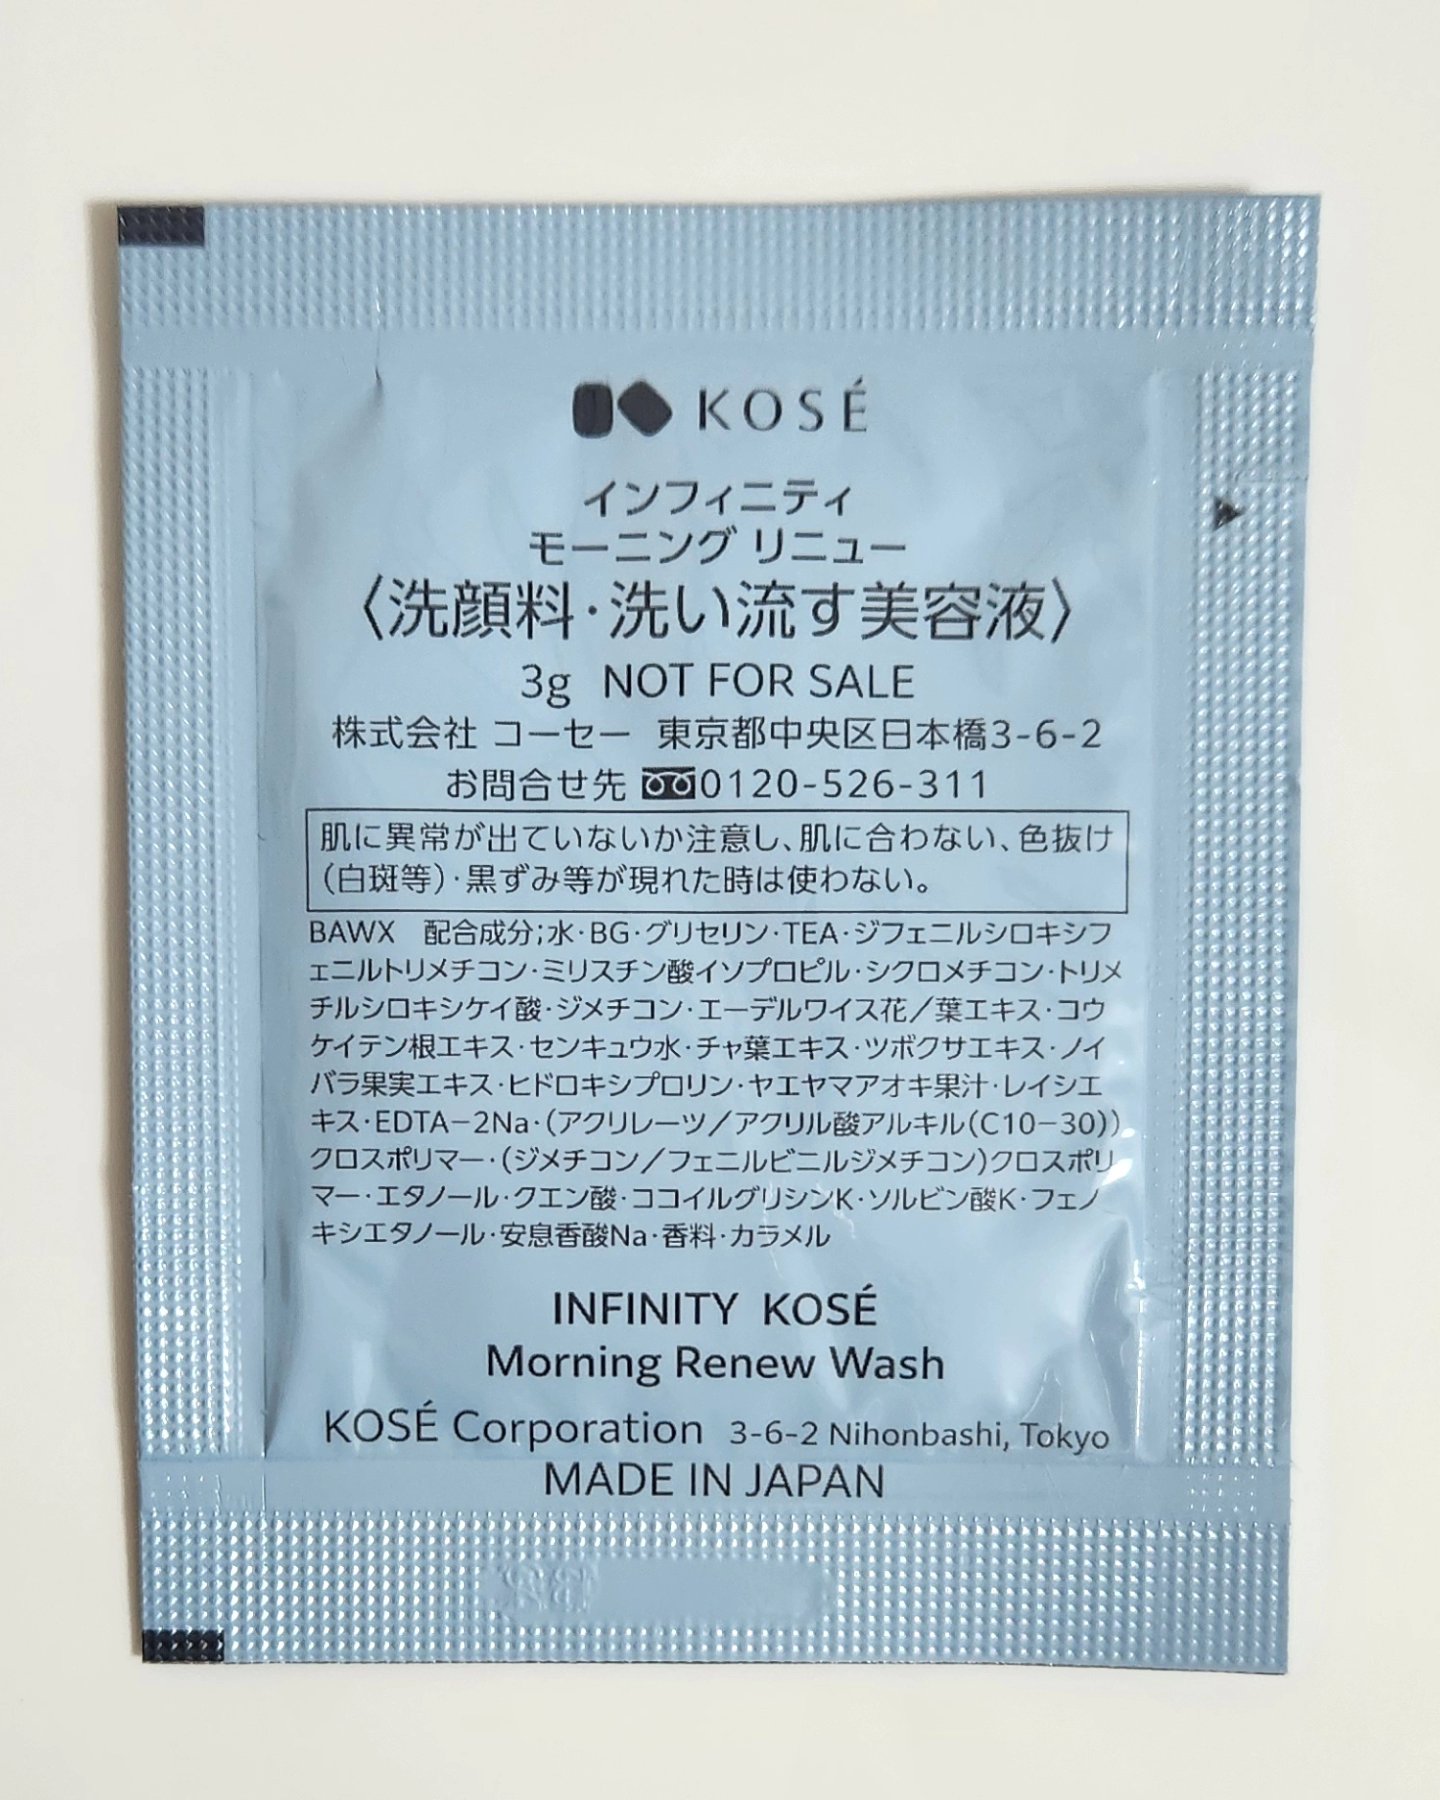 KOSÉ
インフィニティ
モーニング リニュー
〈洗顔料·洗い流す美容液〉
3g NOT FOR SALE
株式会社 コーセー 東京都中央区日本橋3-6-2
お問合せ先 0120-526-311
肌に異常が出ていないか注意し、肌に合わない、色抜け
（白斑等）·黒ずみ等が現れた時は使わない。
BAWX 配合成分;水·BG·グリセリン·TEA·ジフェニルシロキシフ
ェニルトリメチコン·ミリスチン酸イソプロピル·シクロメチコン·トリメ
チルシロキシケイ酸·ジメチコン·エーデルワイス花／葉エキス·コウ
ケイテン根エキス·センキュウ水·チャ葉エキス·ツボクサエキス·ノイ
バラ果実エキス·ヒドロキシプロリン·ヤエヤマアオキ果汁·レイシエ
キス·EDTA－2Na·（アクリレーツ／アクリル酸アルキル（C10－30））
クロスポリマー·（ジメチコン／フェニルビニルジメチコン）クロスポリ
マー·エタノール·クエン酸·ココイルグリシンK·ソルビン酸K·フェノ
キシエタノール·安息香酸Na·香料·カラメル
INFINITY KOSÉ
Morning Renew Wash
KOSÉ Corporation 3-6-2 Nihonbashi, Tokyo
MADE IN JAPAN